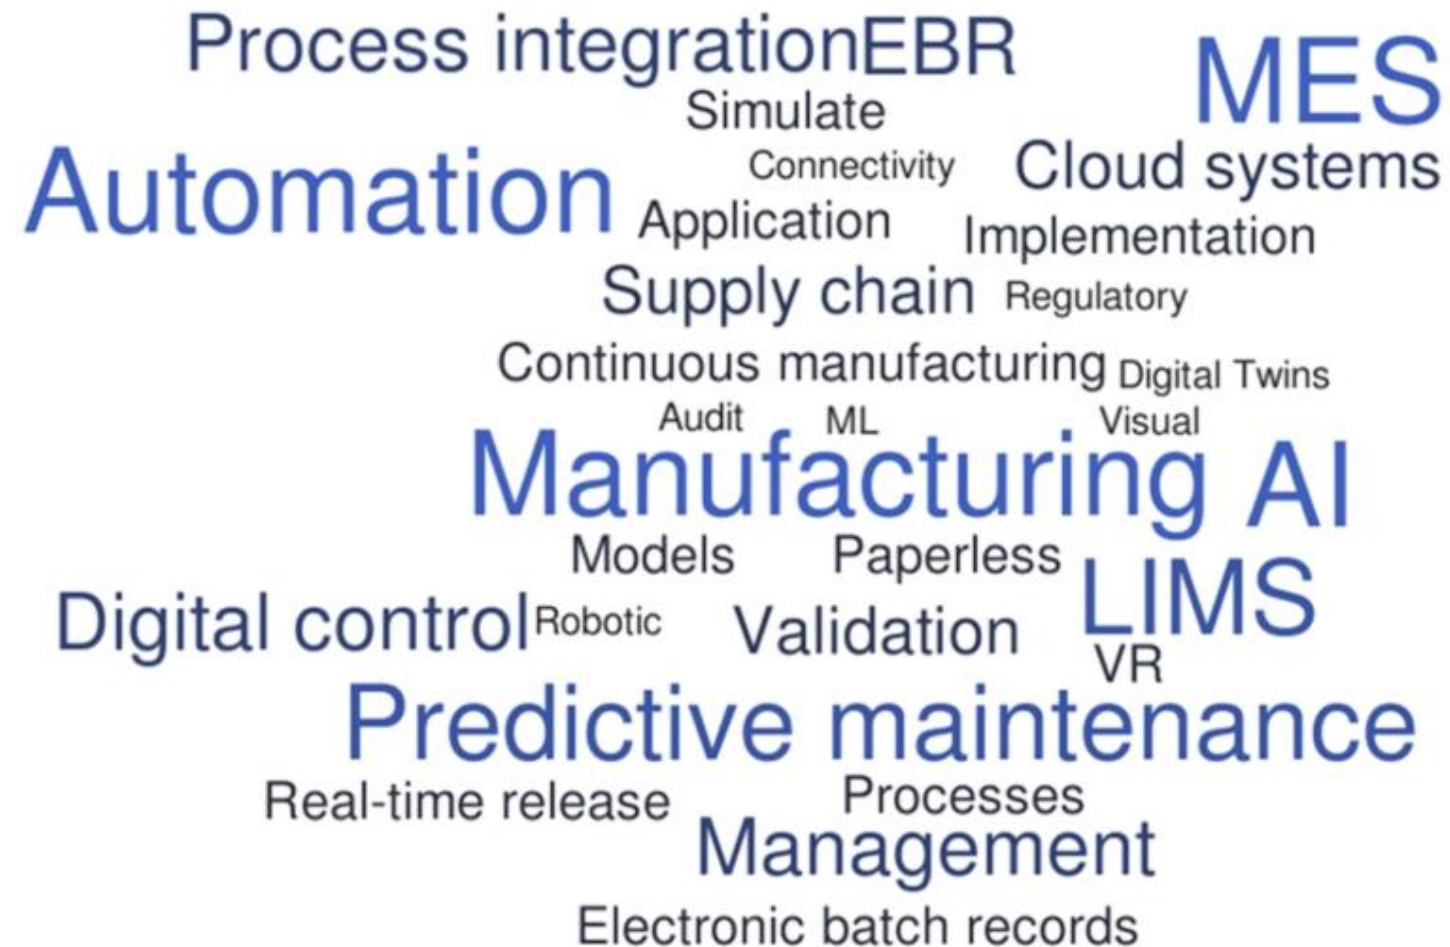 Process integration EBR
MES
Simulate
Connectivity
Cloud systems
Automation
Application
Implementation
Supply chain
Regulatory
Continuous manufacturing
Digital Twins
Audit
ML
Visual
Manufacturing
AI
Models
Paperless
LIMS
Digital control
Robotic
Validation
VR
Predictive maintenance
Real-time release
Processes
Management
Electronic batch records